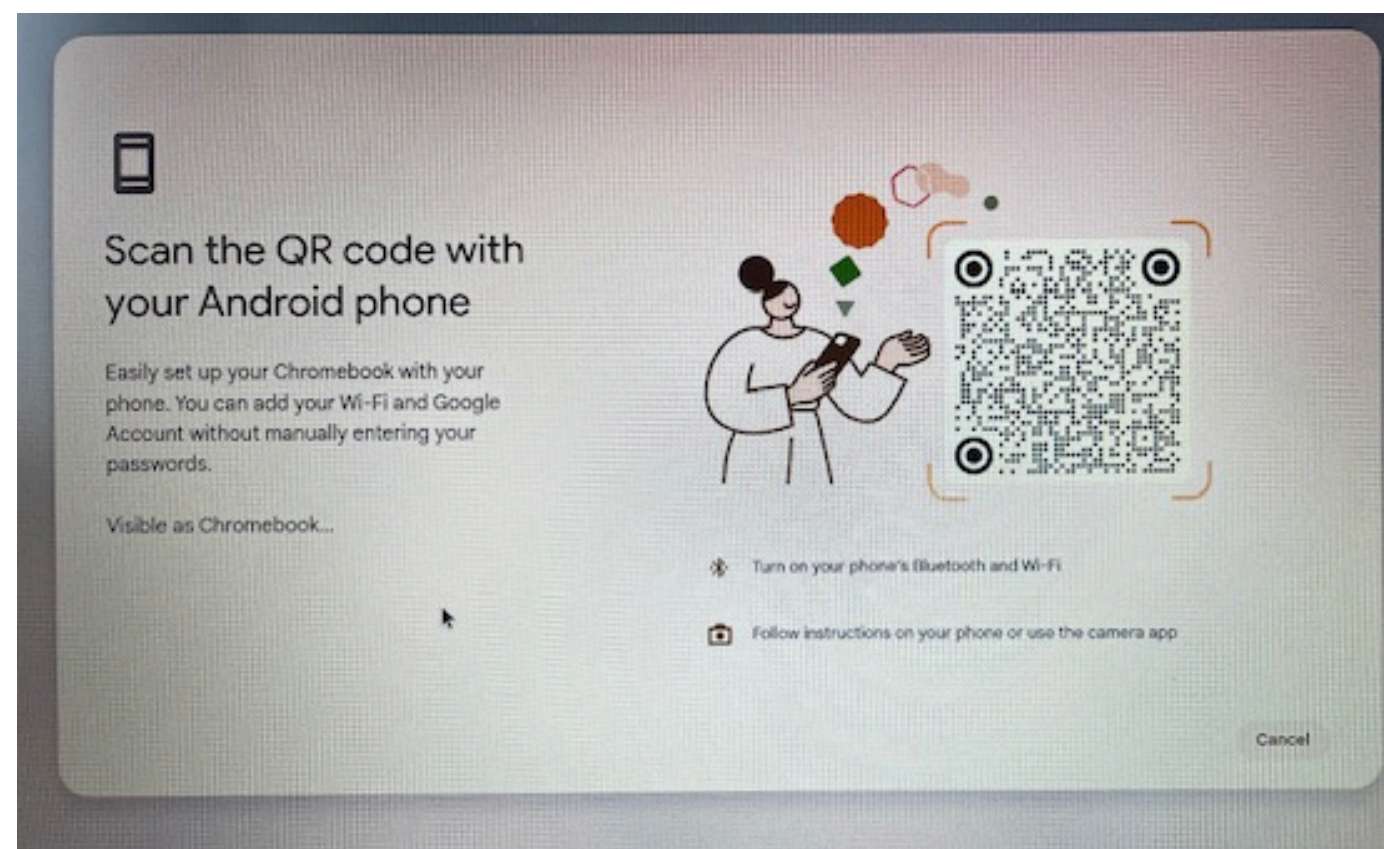 Scan the QR code with
your Android phone
Easily set up your Chromebook with your
phone. You can add your Wi-Fi and Google
Account without manually entering your
passwords.
Visible as Chromebook...
Turn on your phone's Bluetooth and Wi-Fi
Follow instructions on your phone or use the camera app
Cancel